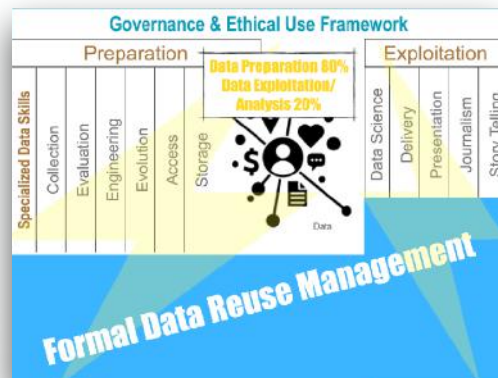 Governance & Ethical Use Framework
Preparation
Exploitation
Data Preparation 80%
Data Exploitation/
Analysis 20%
Specialized Data Skills
Collection
Evaluation
Engineering
Evolution
Access
Storage
$
Data
Data Science
Delivery
Presentation
Journalism
Story Telling
Formal Data Reuse Management